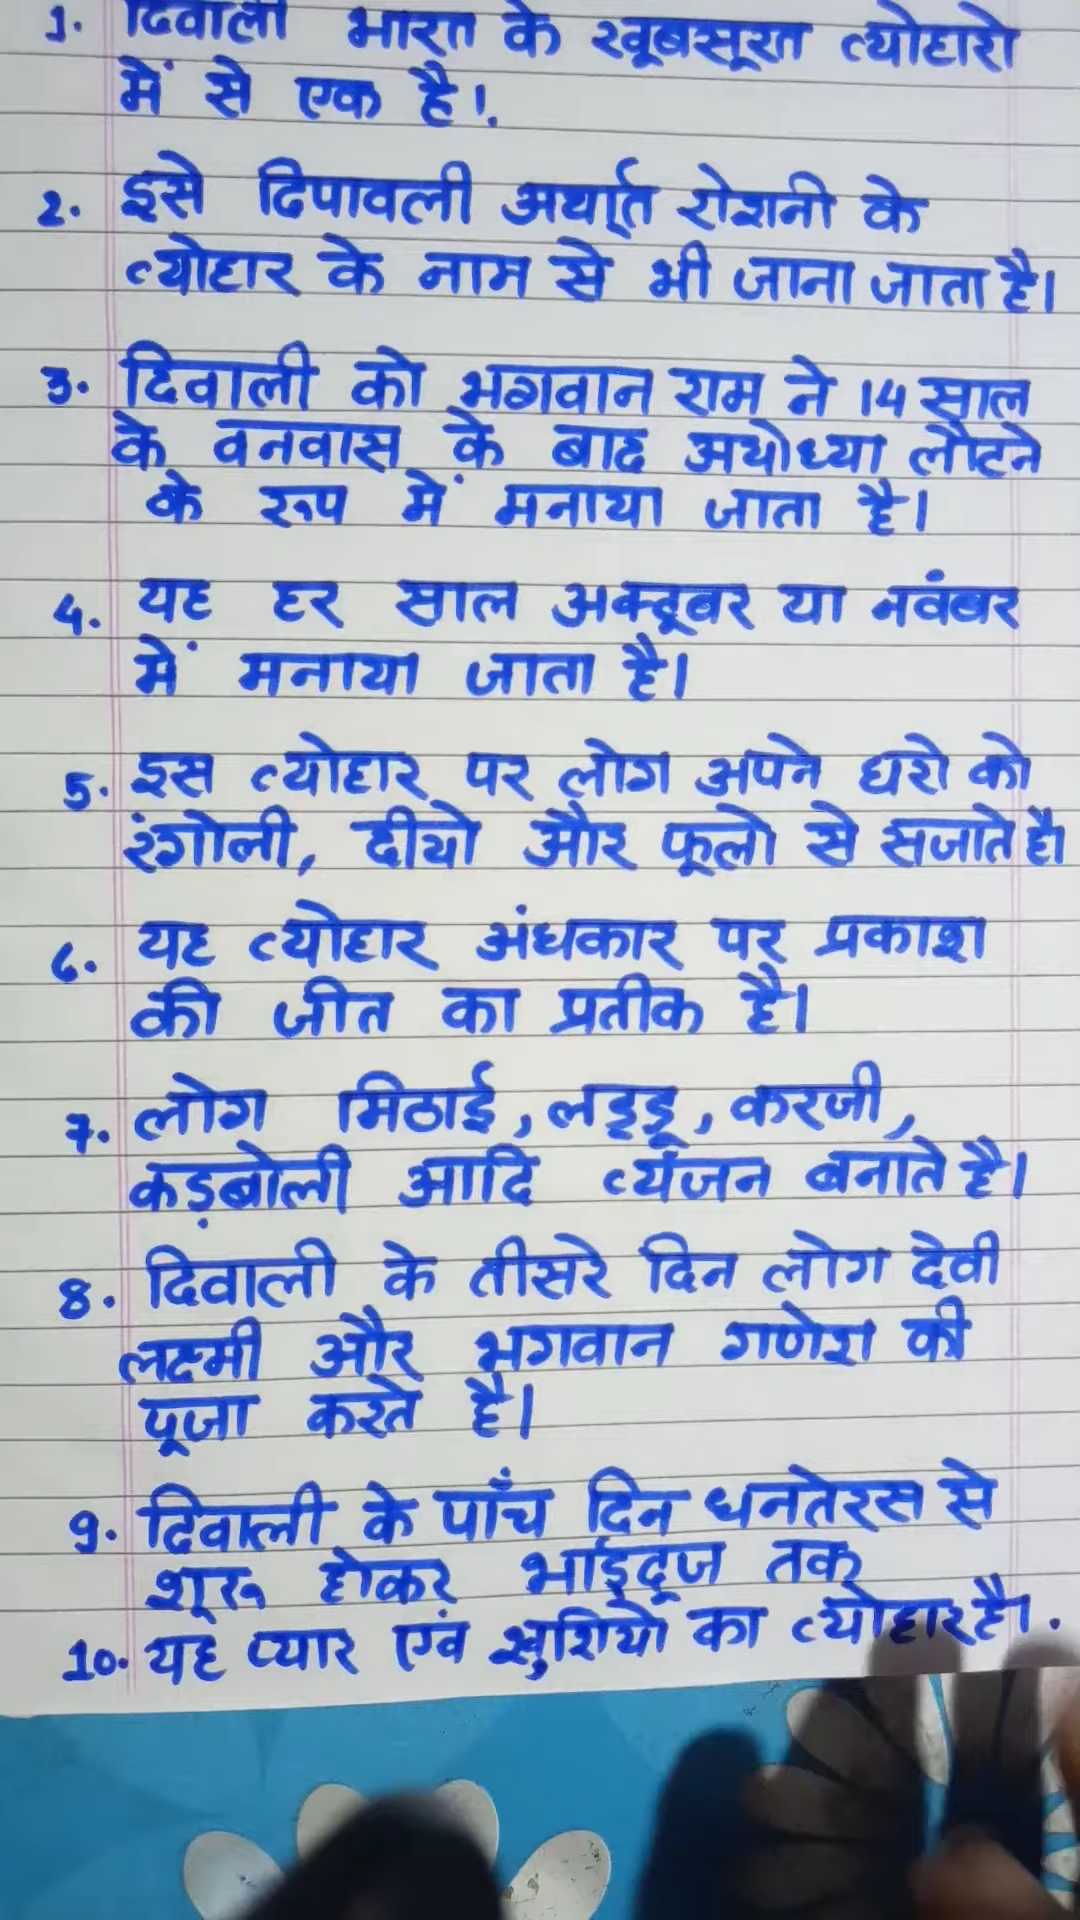 1. दिवाली भारत के खूबसूरत त्योहारो
में से एक है।.
2. इसे दिपावली अर्थात रोशनी के
त्योहार के नाम से भी जाना जाता है।
3. दिवाली को भगवान राम ने 14 साल
के वनवास के बाद अयोध्या लौटने
के रूप में मनाया जाता है।
4. यह हर साल अक्टूबर या नवंबर
में मनाया जाता है।
5. इस त्योहार पर लोग अपने घरो को
रंगोली, दीयो और फूलो से सजाते है।
6. यह त्योहार अंधकार पर प्रकाश
की जीत का प्रतीक है।
7. लोग मिठाई, लड्डू, करजी,
कड़बोली आदि व्यंजन बनाते है।
8. दिवाली के तीसरे दिन लोग देवी
लक्ष्मी और भगवान गणेश की
पूजा करते है।
9. दिवाली के पाँच दिन धनतेरस से
शूरू होकर भाईदूज तक
10. यह प्यार एवं खुशियो का त्योहार है।.